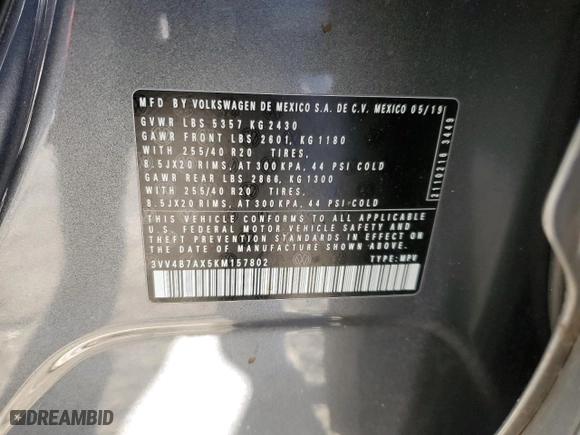 MFD BY VOLKSWAGEN DE MEXICO S.A. DE C.V. MEXICO 05/19
GVWR LBS 5357 KG 2430
GAWR FRONT LBS 2601, KG 1180
WITH 255/40 R20 TIRES,
8.5JX20 RIMS, AT 300 KPA, 44 PSI COLD
GAWR REAR LBS 2866, KG 1300
WITH 255/40 R20 TIRES,
8.5JX20 RIMS, AT 300 KPA, 44 PSI COLD
THIS VEHICLE CONFORMS TO ALL APPLICABLE
U.S. FEDERAL MOTOR VEHICLE SAFETY AND
THEFT PREVENTION STANDARDS IN EFFECT ON
THE DATE OF MANUFACTURE SHOWN ABOVE.
3VV4B7AX5KM157802 TYPE: MPV
2110218 3449
DREAMBID